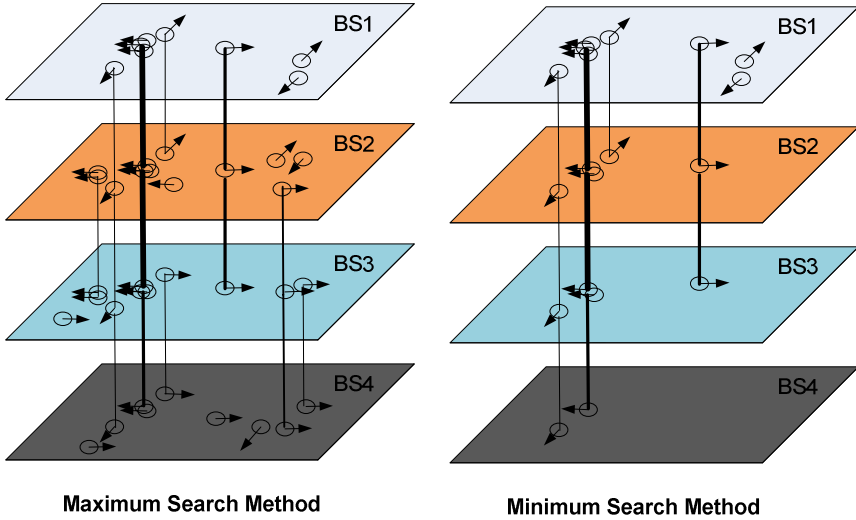 BS1
BS2
BS3
BS4
Maximum Search Method
BS1
BS2
BS3
BS4
Minimum Search Method